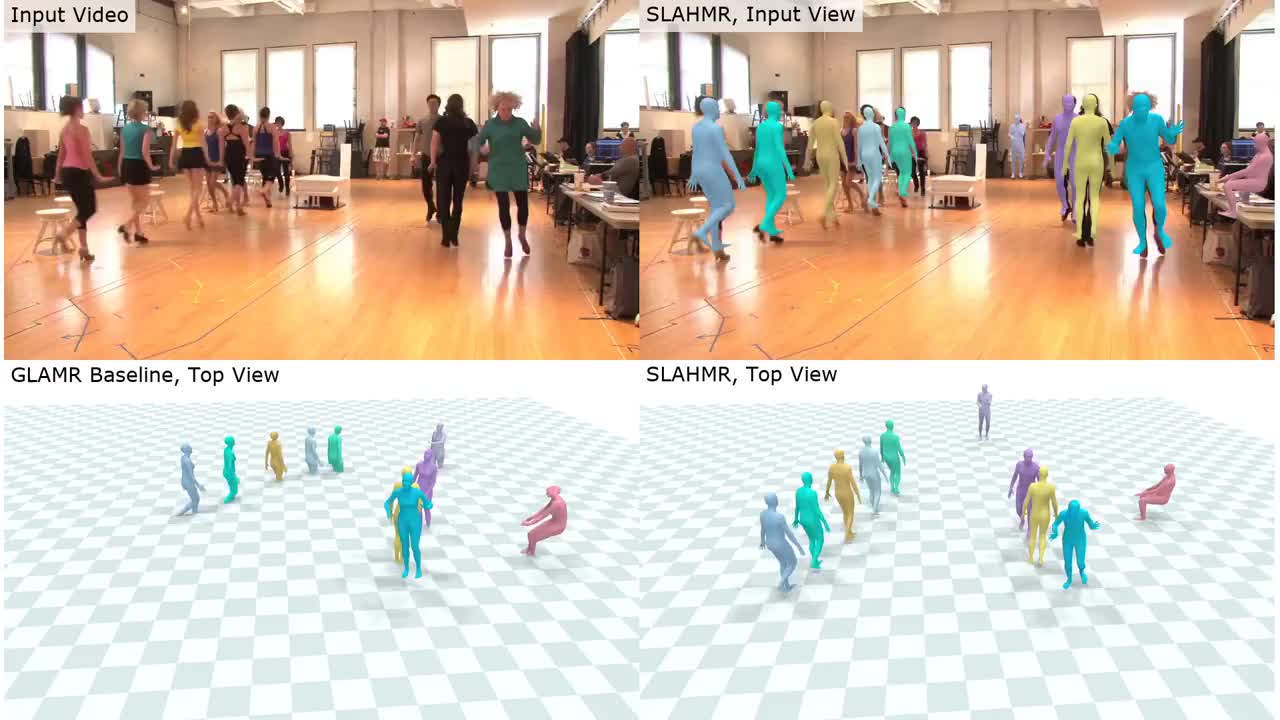 Input Video
SLAHMR, Input View
GLAMR Baseline, Top View
SLAHMR, Top View